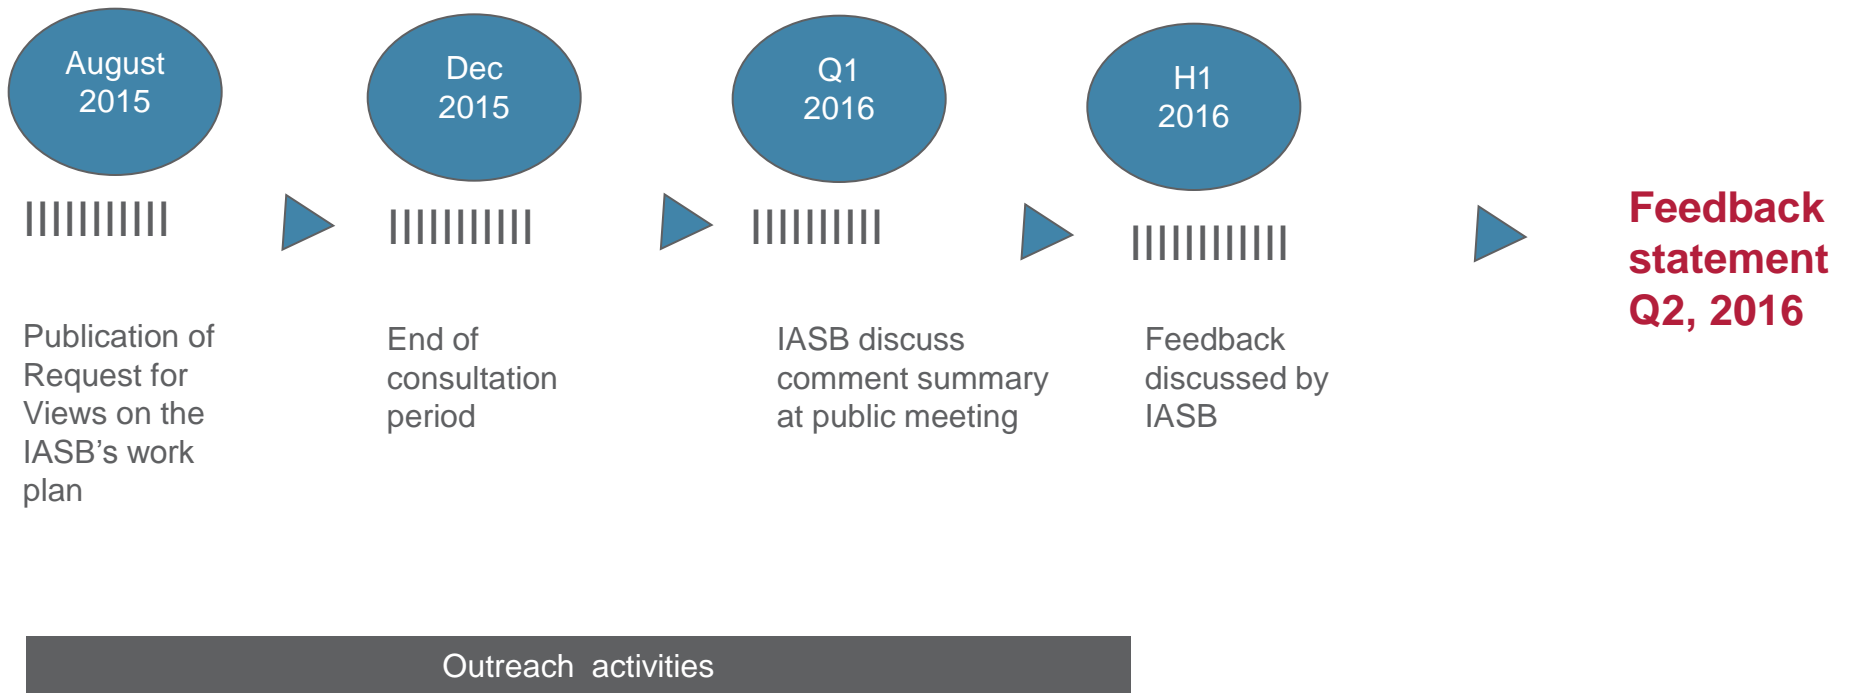 August
2015
Dec
2015
Q1
2016
H1
2016
Publication of
Request for
Views on the
IASB’s work
plan
End of
consultation
period
IASB discuss
comment summary
at public meeting
Feedback
discussed by
IASB
Feedback
statement
Q2, 2016
Outreach activities